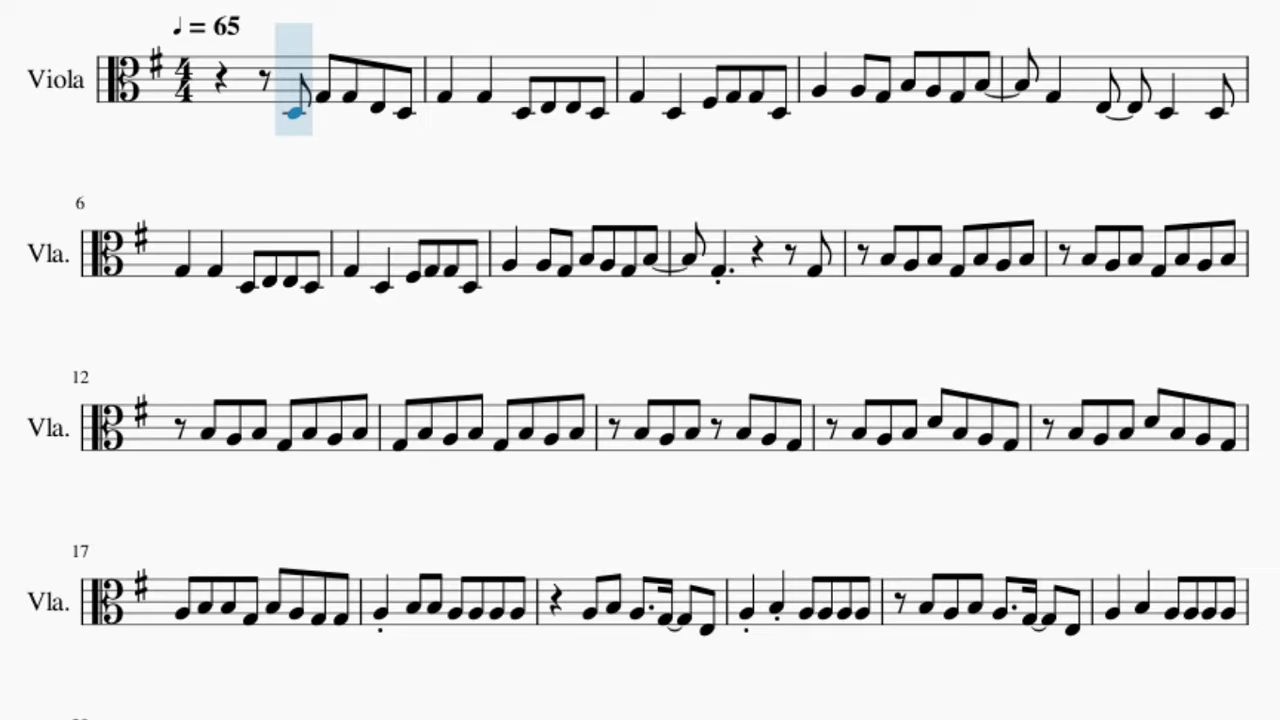 ♩ = 65
Viola
4
4
6
Vla.
12
Vla.
17
Vla.